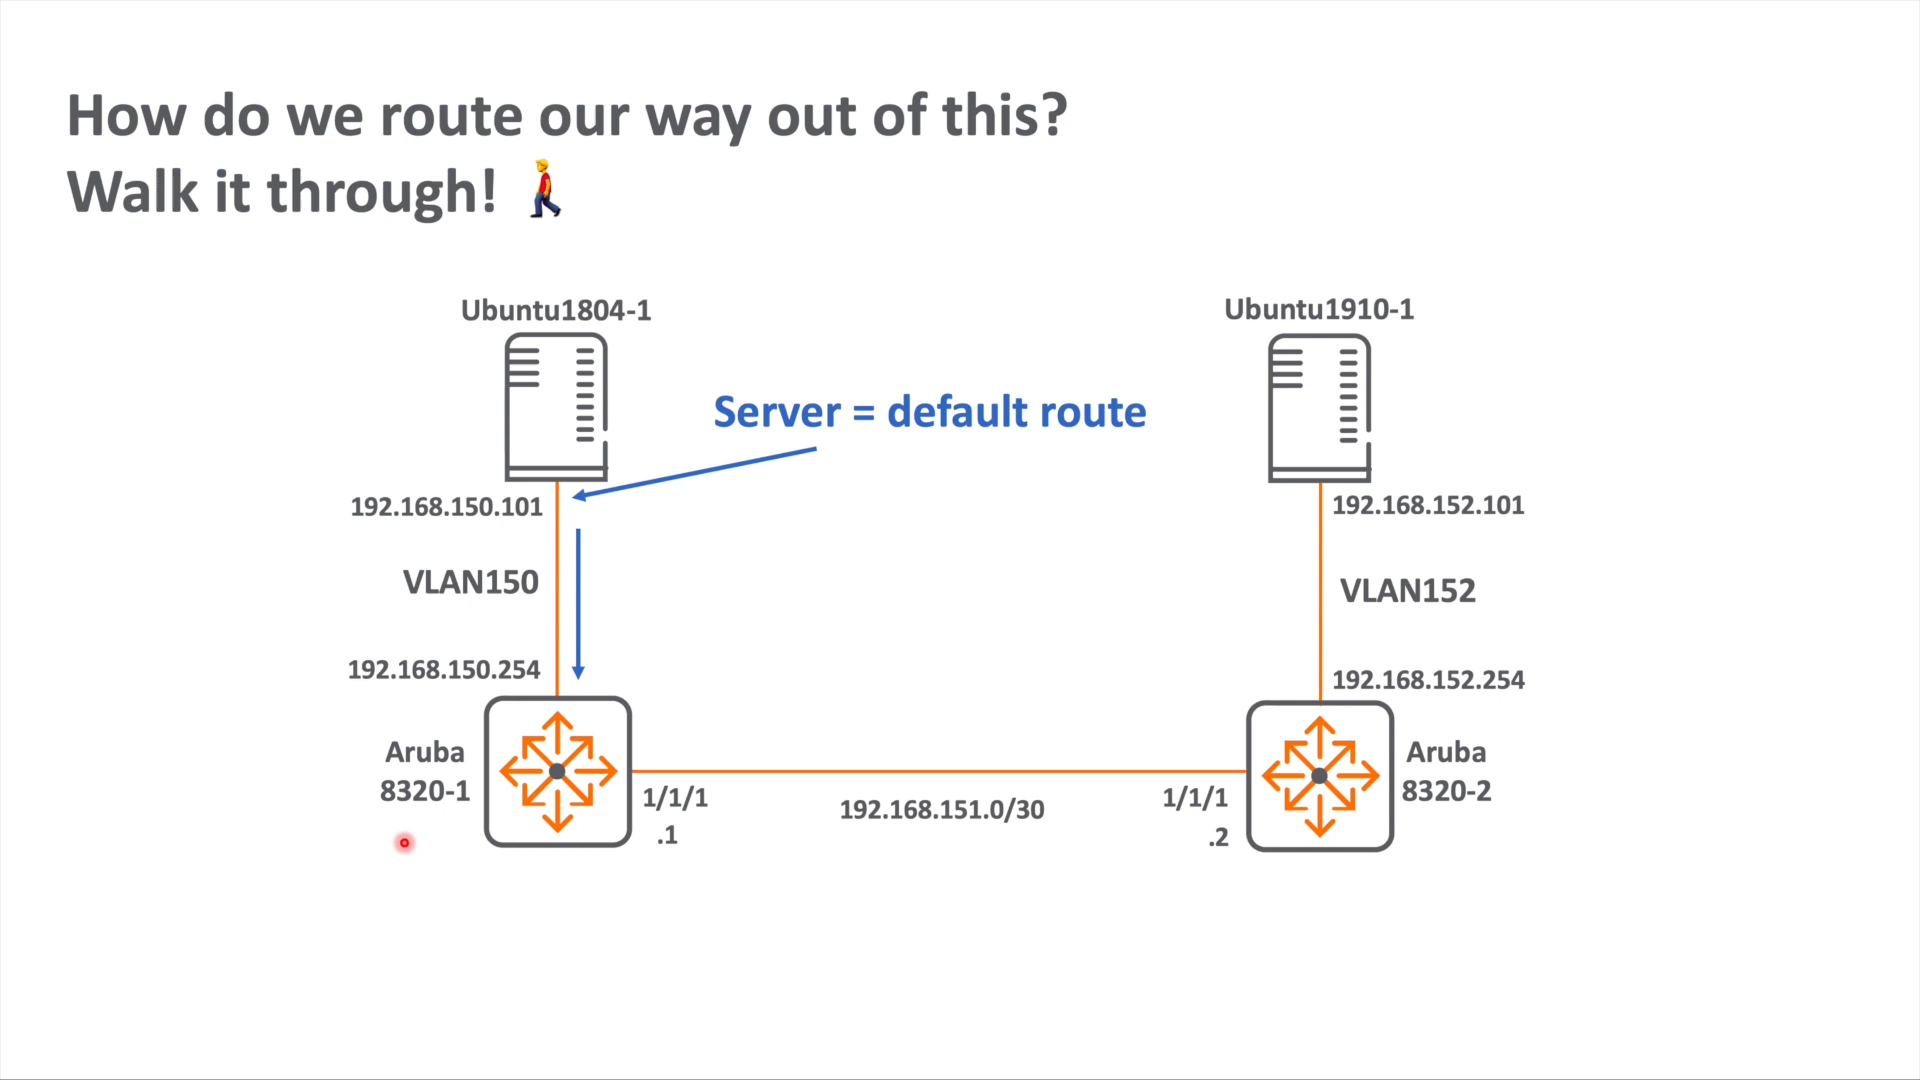 How do we route our way out of this?
Walk it through! 🚶
Ubuntu1804-1
Ubuntu1910-1
Server = default route
192.168.150.101
192.168.152.101
VLAN150
VLAN152
192.168.150.254
192.168.152.254
Aruba
8320-1
1/1/1
.1
192.168.151.0/30
1/1/1
.2
Aruba
8320-2